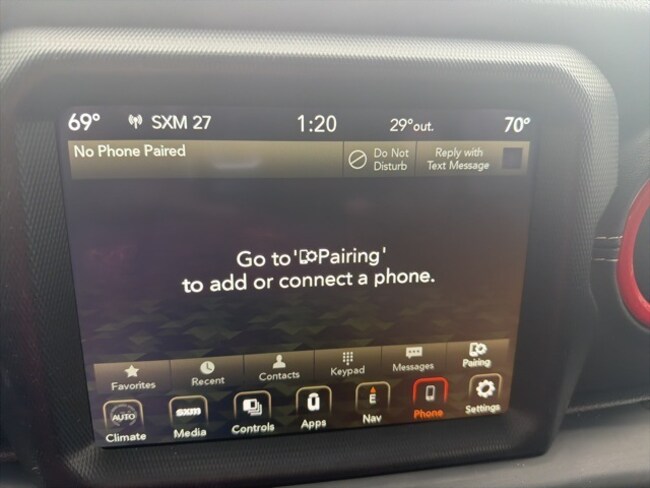 69° SXM 27 1:20 29°out. 70°
No Phone Paired
Do Not
Disturb
Reply with
Text Message
Go to 'Pairing'
to add or connect a phone.
Favorites Recent Contacts Keypad Messages Pairing
AUTO sxm E
Climate Media Controls Apps Nav Phone Settings